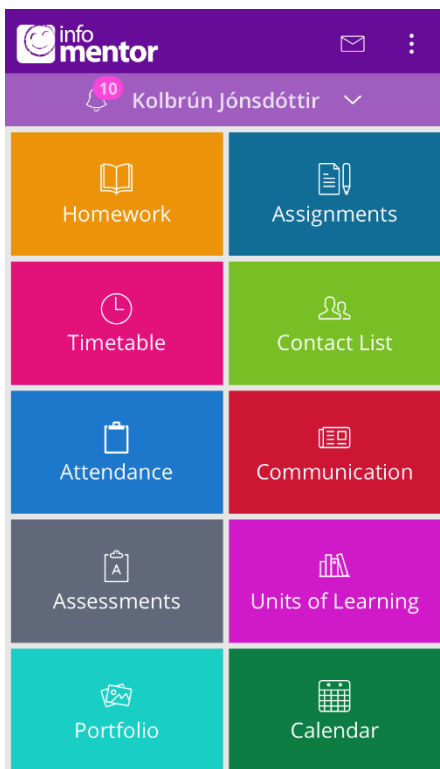 info
mentor
10
Kolbrún Jónsdóttir
Homework
Assignments
Timetable
Contact List
Attendance
Communication
A
Assessments
Units of Learning
Portfolio
Calendar